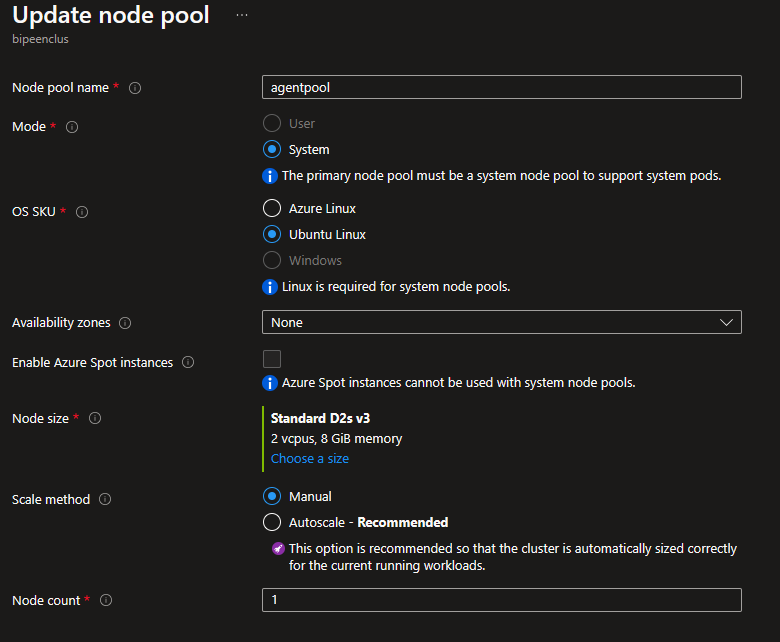 Update node pool ...
bipeenclus
Node pool name *
agentpool
Mode *
User
System
The primary node pool must be a system node pool to support system pods.
OS SKU *
Azure Linux
Ubuntu Linux
Windows
Linux is required for system node pools.
Availability zones
None
Enable Azure Spot instances
Azure Spot instances cannot be used with system node pools.
Node size *
Standard D2s v3
2 vcpus, 8 GiB memory
Choose a size
Scale method
Manual
Autoscale - Recommended
This option is recommended so that the cluster is automatically sized correctly
for the current running workloads.
Node count *
1